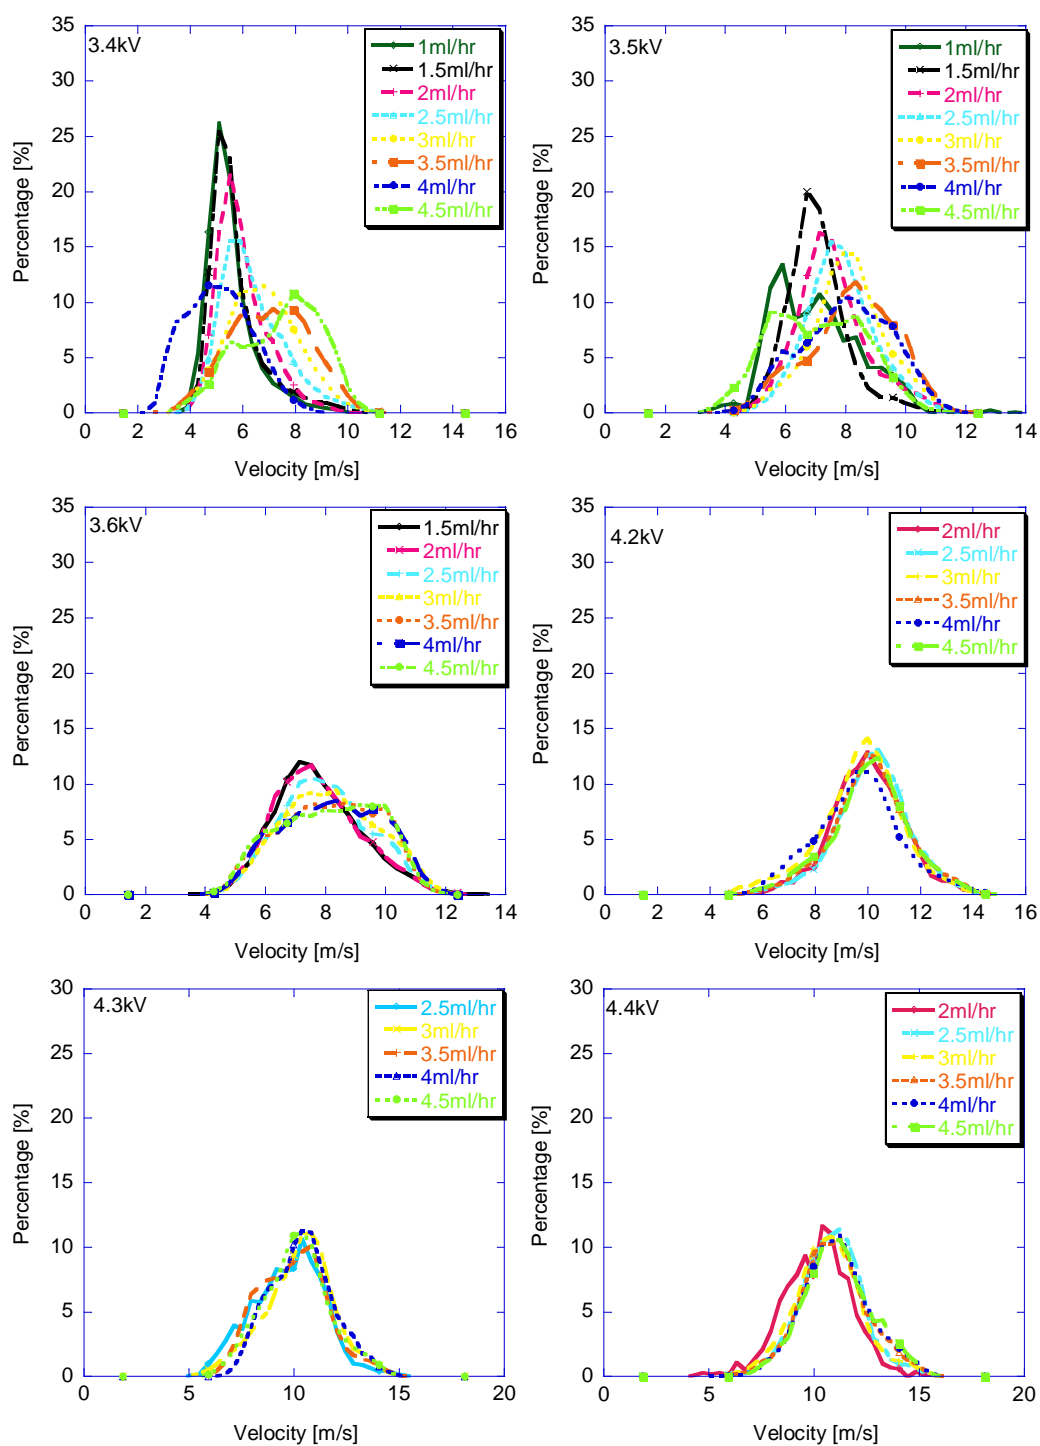 3.4kV
1ml/hr
1.5ml/hr
2ml/hr
2.5ml/hr
3ml/hr
3.5ml/hr
4ml/hr
4.5ml/hr
Percentage [%]
35
30
25
20
15
10
5
0
0 2 4 6 8 10 12 14 16
Velocity [m/s]
3.5kV
1ml/hr
1.5ml/hr
2ml/hr
2.5ml/hr
3ml/hr
3.5ml/hr
4ml/hr
4.5ml/hr
Percentage [%]
35
30
25
20
15
10
5
0
0 2 4 6 8 10 12 14
Velocity [m/s]
3.6kV
1.5ml/hr
2ml/hr
2.5ml/hr
3ml/hr
3.5ml/hr
4ml/hr
4.5ml/hr
Percentage [%]
35
30
25
20
15
10
5
0
0 2 4 6 8 10 12 14
Velocity [m/s]
4.2kV
2ml/hr
2.5ml/hr
3ml/hr
3.5ml/hr
4ml/hr
4.5ml/hr
Percentage [%]
35
30
25
20
15
10
5
0
0 2 4 6 8 10 12 14 16
Velocity [m/s]
4.3kV
2.5ml/hr
3ml/hr
3.5ml/hr
4ml/hr
4.5ml/hr
Percentage [%]
30
25
20
15
10
5
0
0 5 10 15 20
Velocity [m/s]
4.4kV
2ml/hr
2.5ml/hr
3ml/hr
3.5ml/hr
4ml/hr
4.5ml/hr
Percentage [%]
30
25
20
15
10
5
0
0 5 10 15 20
Velocity [m/s]